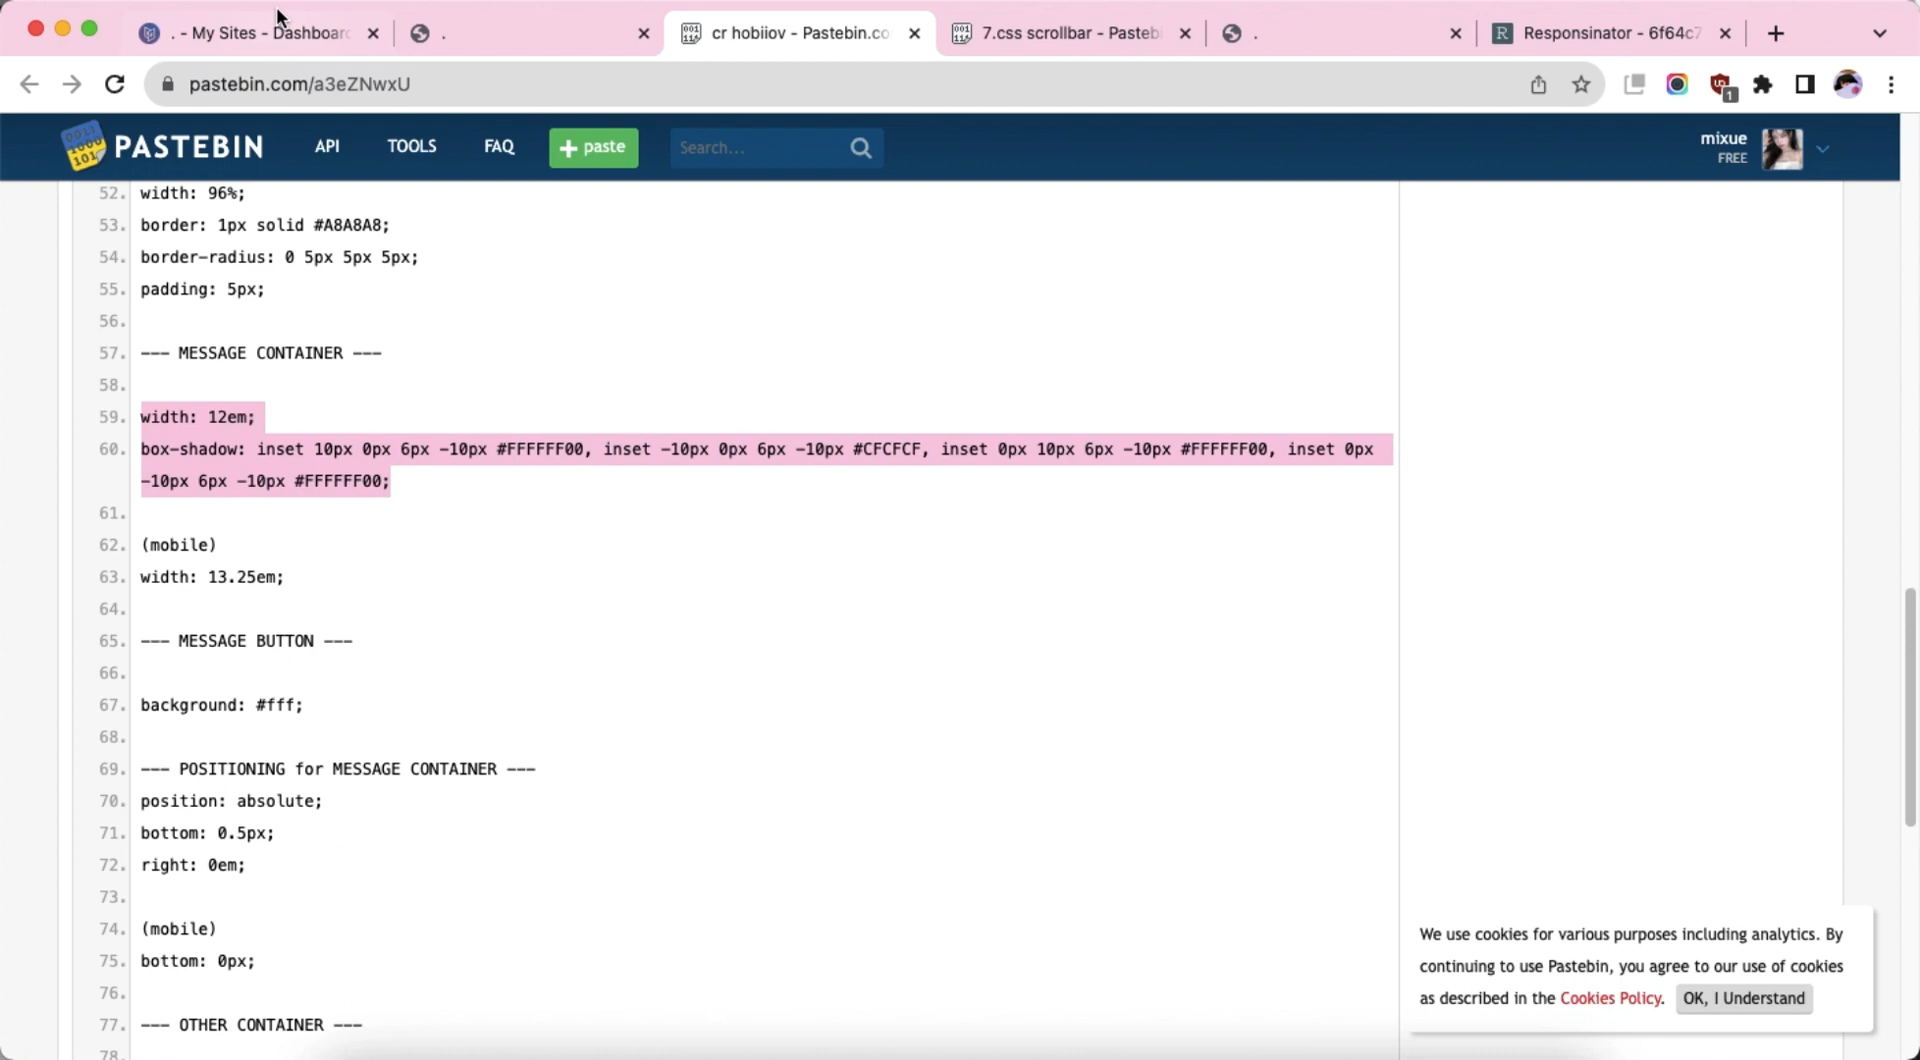 . - My Sites - Dashboard
.
cr hobiiov - Pastebin.co
7.css scrollbar - Pasteb
.
Responsinator - 6f64c7
pastebin.com/a3eZNwxU
1
PASTEBIN
API
TOOLS
FAQ
+ paste
Search...
mixue
FREE
52. width: 96%;
53. border: 1px solid #A8A8A8;
54. border-radius: 0 5px 5px 5px;
55. padding: 5px;
56.
57. --- MESSAGE CONTAINER ---
58.
59. width: 12em;
60. box-shadow: inset 10px 0px 6px -10px #FFFFFF00, inset -10px 0px 6px -10px #CFCFCF, inset 0px 10px 6px -10px #FFFFFF00, inset 0px
-10px 6px -10px #FFFFFF00;
61.
62. (mobile)
63. width: 13.25em;
64.
65. --- MESSAGE BUTTON ---
66.
67. background: #fff;
68.
69. --- POSITIONING for MESSAGE CONTAINER ---
70. position: absolute;
71. bottom: 0.5px;
72. right: 0em;
73.
74. (mobile)
75. bottom: 0px;
76.
77. --- OTHER CONTAINER ---
78.
We use cookies for various purposes including analytics. By
continuing to use Pastebin, you agree to our use of cookies
as described in the Cookies Policy. OK, I Understand